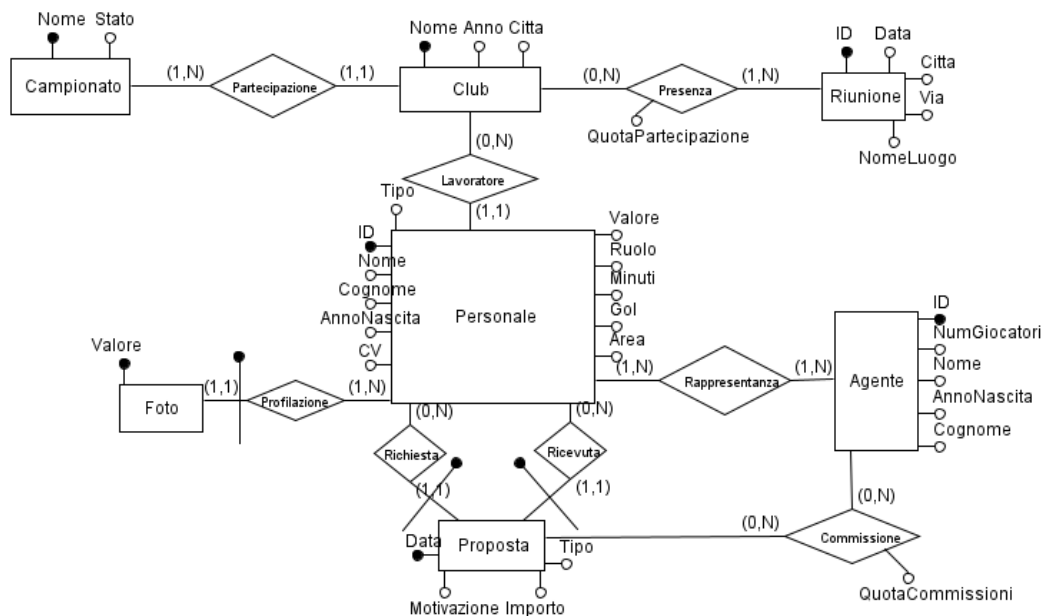 Nome Stato
Nome Anno Citta
ID
Data
Campionato
(1,N)
Partecipazione
(1,1)
Club
(0,N)
Presenza
(1,N)
Riunione
Citta
Via
QuotaPartecipazione
NomeLuogo
(0,N)
Lavoratore
(1,1)
Tipo
ID
Nome
Cognome
AnnoNascita
CV
Personale
Valore
Ruolo
Minuti
Gol
Area
(1,N)
Rappresentanza
(1,N)
Agente
ID
NumGiocatori
Nome
AnnoNascita
Cognome
Valore
Foto
(1,1)
Profilazione
(1,N)
(0,N)
(0,N)
Richiesta
Ricevuta
(1,1)
(1,1)
Data
Proposta
Tipo
Motivazione Importo
(0,N)
(0,N)
Commissione
QuotaCommissioni